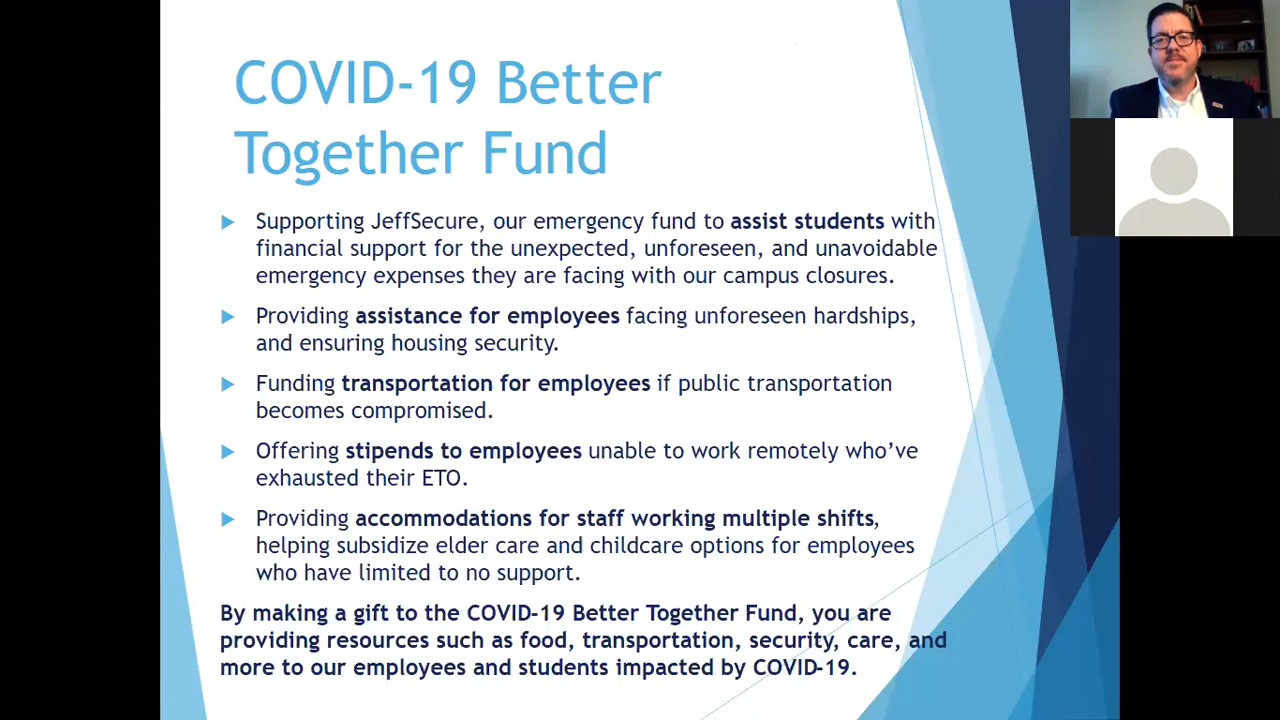 COVID-19 Better
Together Fund
Supporting JeffSecure, our emergency fund to assist students with
financial support for the unexpected, unforeseen, and unavoidable
emergency expenses they are facing with our campus closures.
Providing assistance for employees facing unforeseen hardships,
and ensuring housing security.
Funding transportation for employees if public transportation
becomes compromised.
Offering stipends to employees unable to work remotely who’ve
exhausted their ETO.
Providing accommodations for staff working multiple shifts,
helping subsidize elder care and childcare options for employees
who have limited to no support.
By making a gift to the COVID-19 Better Together Fund, you are
providing resources such as food, transportation, security, care, and
more to our employees and students impacted by COVID-19.